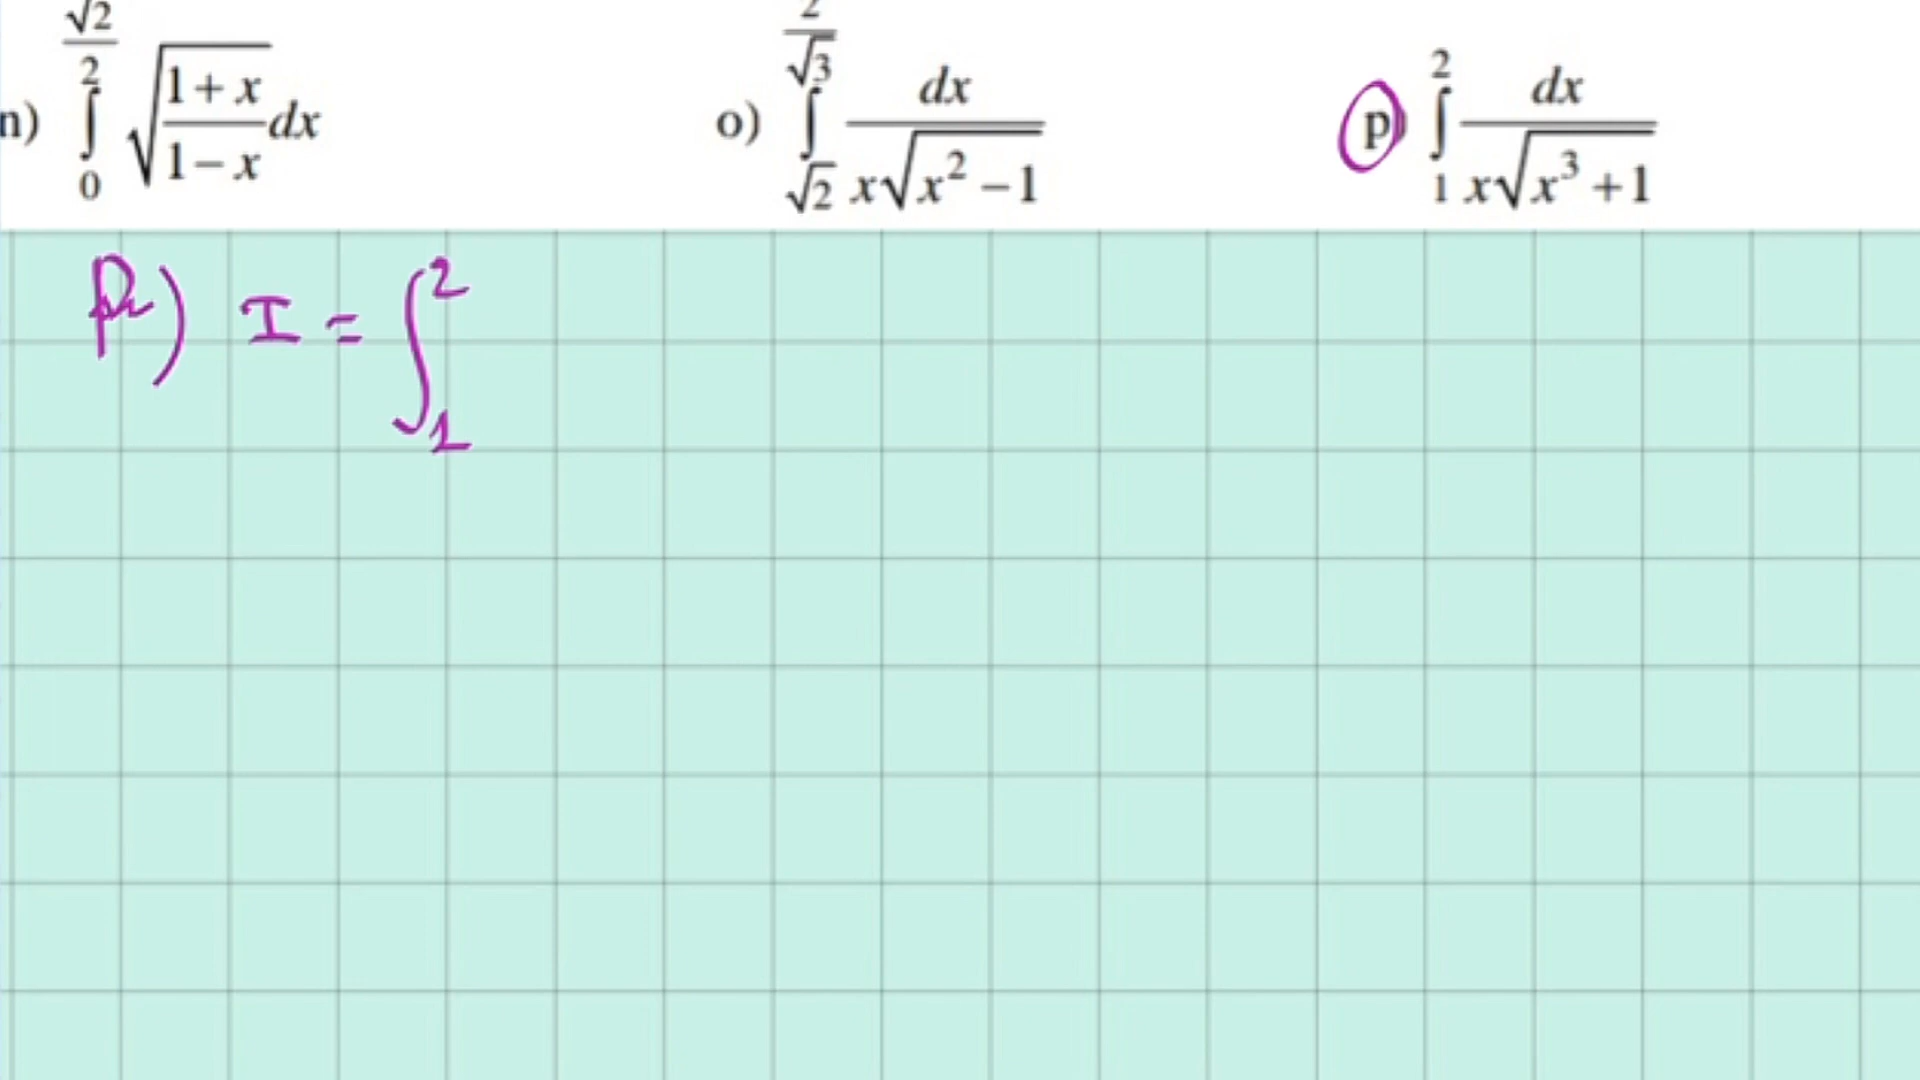 n) ∫₀^(√2/2) √((1+x)/(1−x)) dx
o) ∫_√2^(2/√3) dx/(x√(x²−1))
p) ∫₁² dx/(x√(x³+1))
p) I = ∫₁²